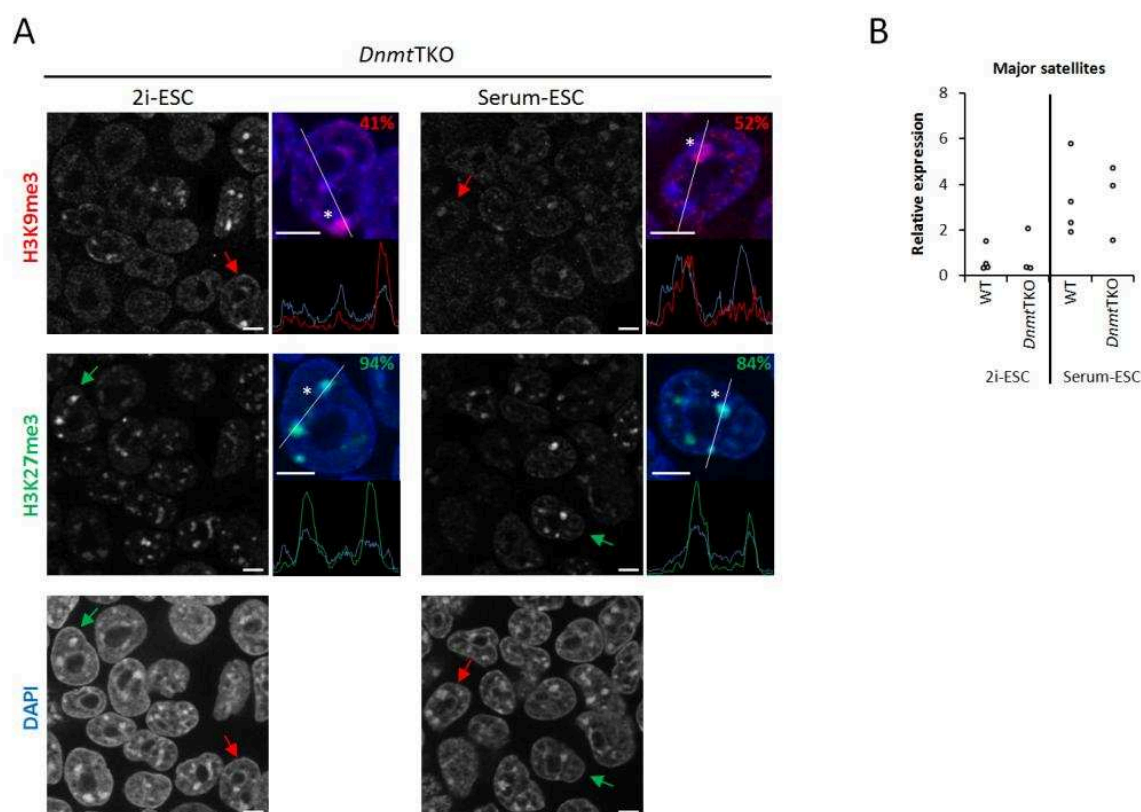 A
DnmtTKO
2i-ESC
Serum-ESC
H3K9me3
41%
*
52%
*
H3K27me3
94%
*
84%
*
DAPI
B
Major satellites
Relative expression
8
6
4
2
0
WT
DnmtTKO
WT
DnmtTKO
2i-ESC
Serum-ESC